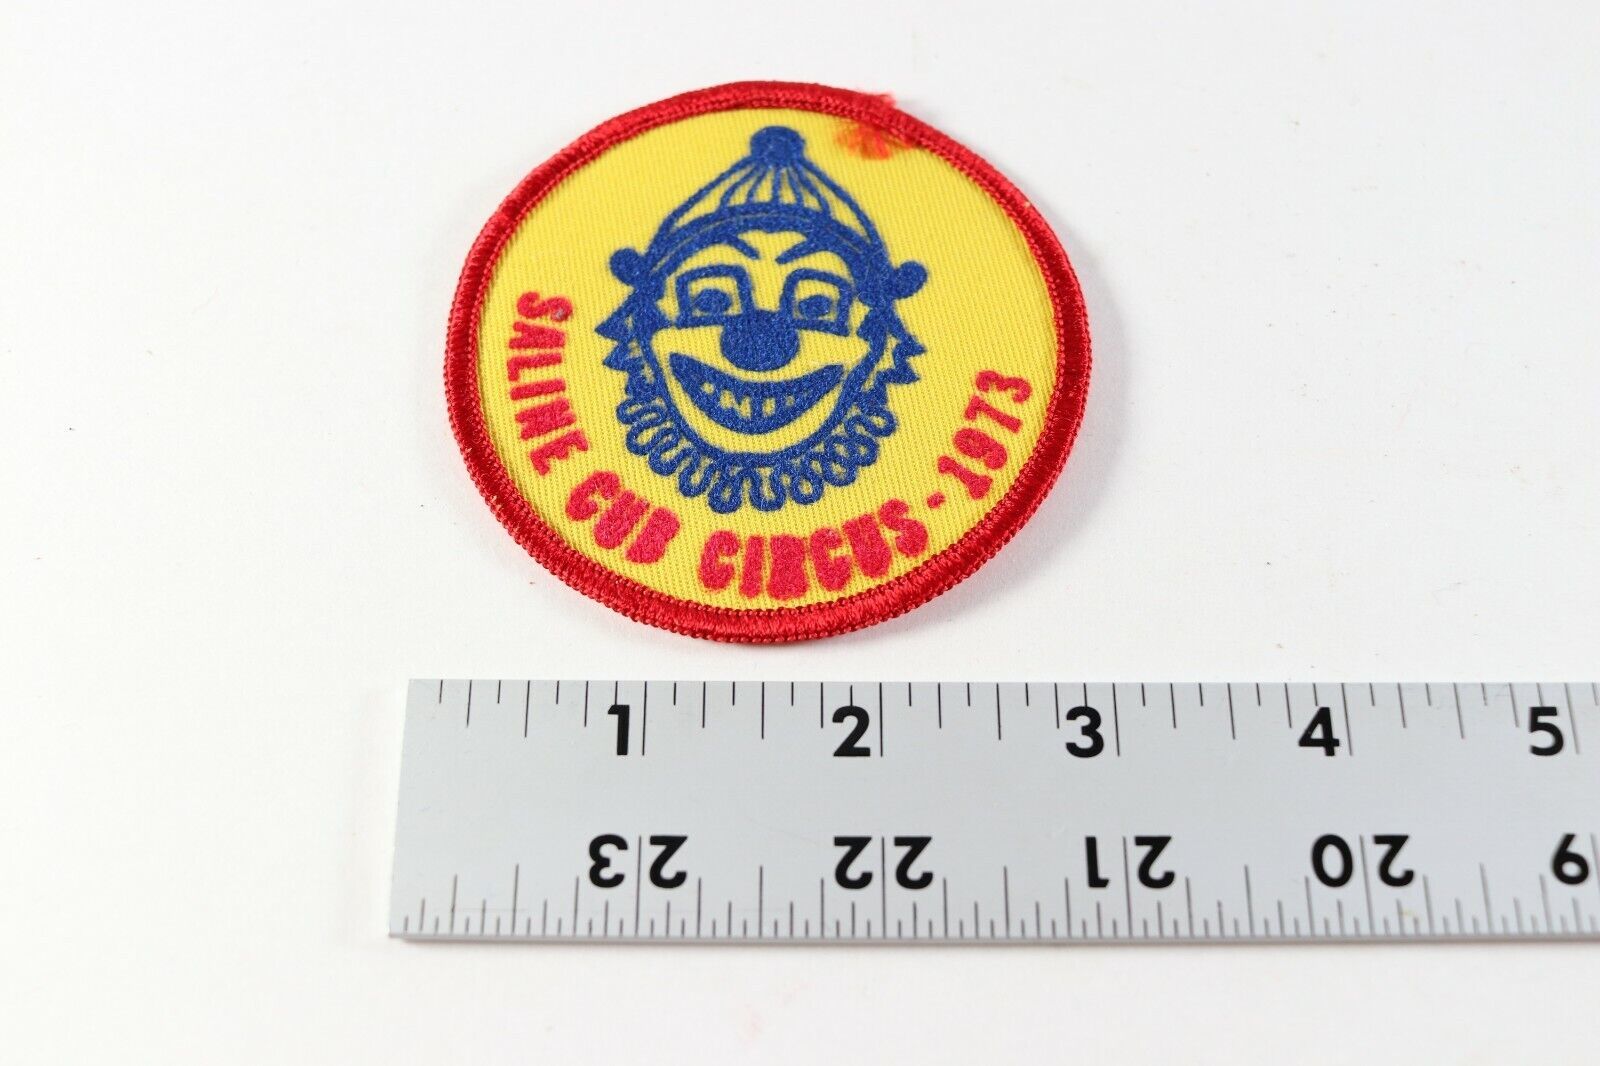 SALINE CUB CIRCUS - 1973
1 2 3 4 5
23 22 21 20 9